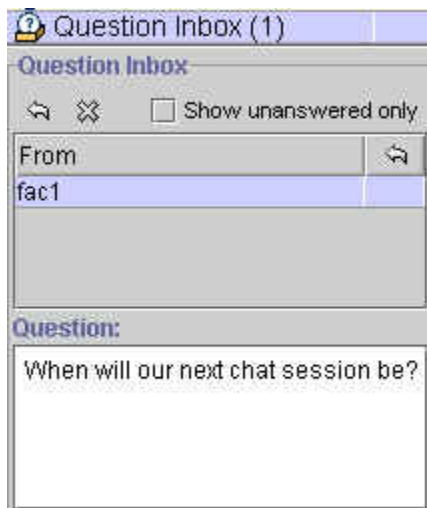 Question Inbox (1)
Question Inbox
Show unanswered only
From
fac1
Question:
When will our next chat session be?